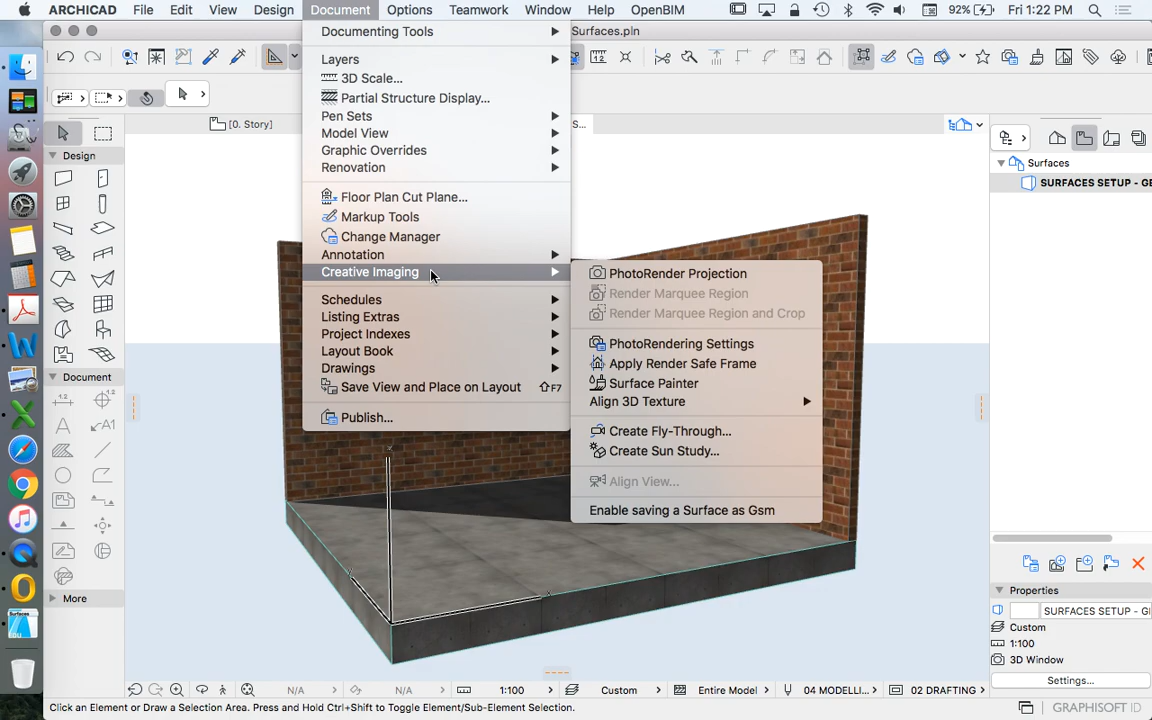 ARCHICAD File Edit View Design Document Options Teamwork Window Help OpenBIM 92% Fri 1:22 PM
Surfaces.pln
[0. Story] S...
Documenting Tools
Layers
3D Scale...
Partial Structure Display...
Pen Sets
Model View
Graphic Overrides
Renovation
Floor Plan Cut Plane...
Markup Tools
Change Manager
Annotation
Creative Imaging
Schedules
Listing Extras
Project Indexes
Layout Book
Drawings
Save View and Place on Layout ⇧F7
Publish...
PhotoRender Projection
Render Marquee Region
Render Marquee Region and Crop
PhotoRendering Settings
Apply Render Safe Frame
Surface Painter
Align 3D Texture
Create Fly-Through...
Create Sun Study...
Align View...
Enable saving a Surface as Gsm
Design
Document
More
Surfaces
SURFACES SETUP - GE
Properties
SURFACES SETUP - GI
Custom
1:100
3D Window
Settings...
N/A N/A 1:100 Custom Entire Model 04 MODELLI... 02 DRAFTING
Click an Element or Draw a Selection Area. Press and Hold Ctrl+Shift to Toggle Element/Sub-Element Selection.
GRAPHISOFT ID